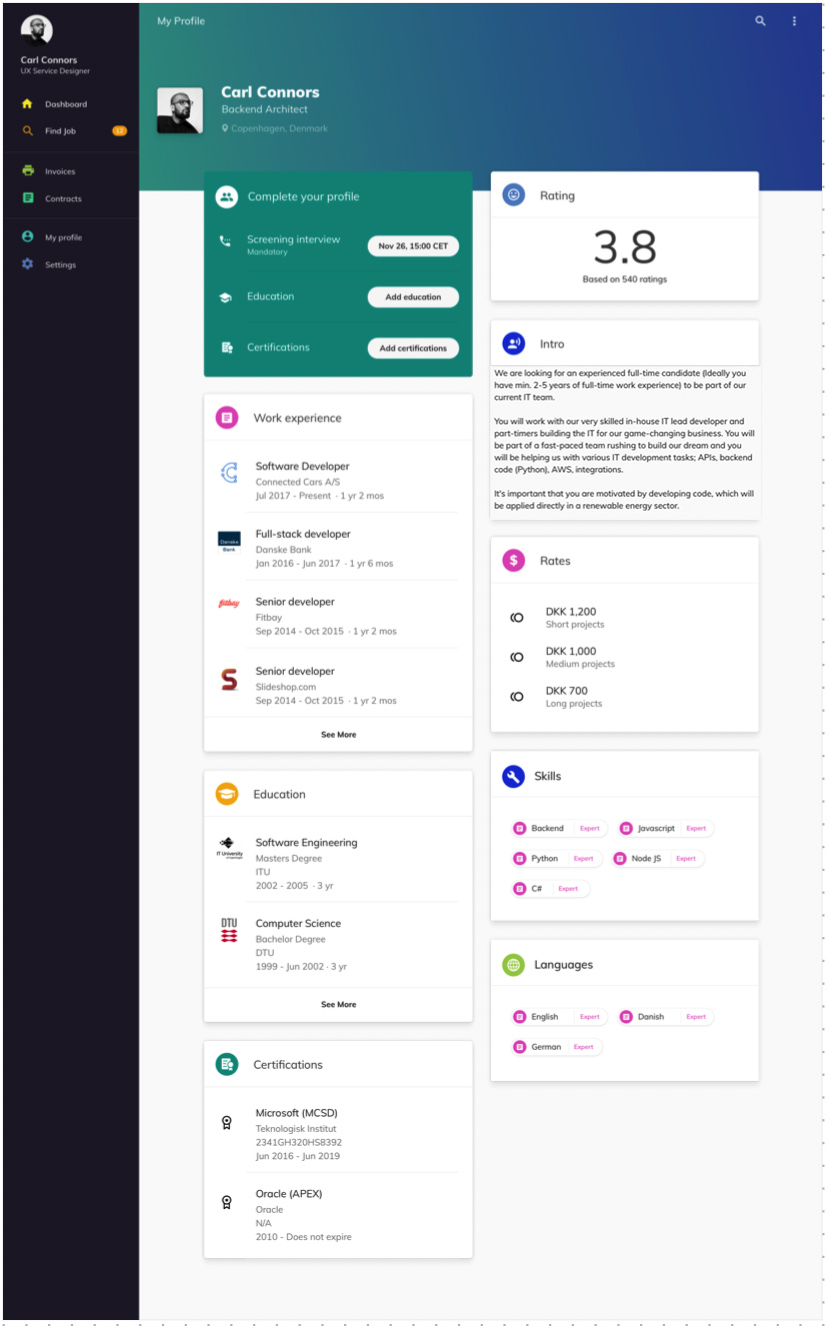 Carl Connors
UX Service Designer
Dashboard
Find Job 12
Invoices
Contracts
My profile
Settings
My Profile
Carl Connors
Backend Architect
Copenhagen, Denmark
Complete your profile
Screening interview
Mandatory
Nov 26, 15:00 CET
Education
Add education
Certifications
Add certifications
Work experience
Software Developer
Connected Cars A/S
Jul 2017 - Present · 1 yr 2 mos
Danske
Bank
Full-stack developer
Danske Bank
Jan 2016 - Jun 2017 · 1 yr 6 mos
fitbay
Senior developer
Fitbay
Sep 2014 - Oct 2015 · 1 yr 2 mos
S
Senior developer
Slideshop.com
Sep 2014 - Oct 2015 · 1 yr 2 mos
See More
Education
IT University
Software Engineering
Masters Degree
ITU
2002 - 2005 · 3 yr
DTU
Computer Science
Bachelor Degree
DTU
1999 - Jun 2002 · 3 yr
See More
Certifications
Microsoft (MCSD)
Teknologisk Institut
2341GH320HS8392
Jun 2016 - Jun 2019
Oracle (APEX)
Oracle
N/A
2010 - Does not expire
Rating
3.8
Based on 540 ratings
Intro
We are looking for an experienced full-time candidate (Ideally you
have min. 2-5 years of full-time work experience) to be part of our
current IT team.
You will work with our very skilled in-house IT lead developer and
part-timers building the IT for our game-changing business. You will
be part of a fast-paced team rushing to build our dream and you
will be helping us with various IT development tasks; APIs, backend
code (Python), AWS, integrations.
It's important that you are motivated by developing code, which will
be applied directly in a renewable energy sector.
$
Rates
DKK 1,200
Short projects
DKK 1,000
Medium projects
DKK 700
Long projects
Skills
Backend Expert
Javascript Expert
Python Expert
Node JS Expert
C# Expert
Languages
English Expert
Danish Expert
German Expert